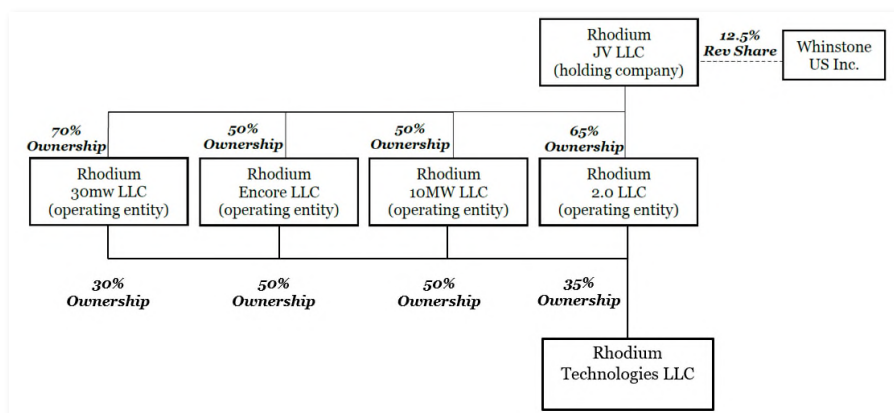 Rhodium
JV LLC
(holding company)
12.5%
Rev Share
Whinstone
US Inc.
70%
Ownership
50%
Ownership
50%
Ownership
65%
Ownership
Rhodium
30mw LLC
(operating entity)
Rhodium
Encore LLC
(operating entity)
Rhodium
10MW LLC
(operating entity)
Rhodium
2.0 LLC
(operating entity)
30%
Ownership
50%
Ownership
50%
Ownership
35%
Ownership
Rhodium
Technologies LLC